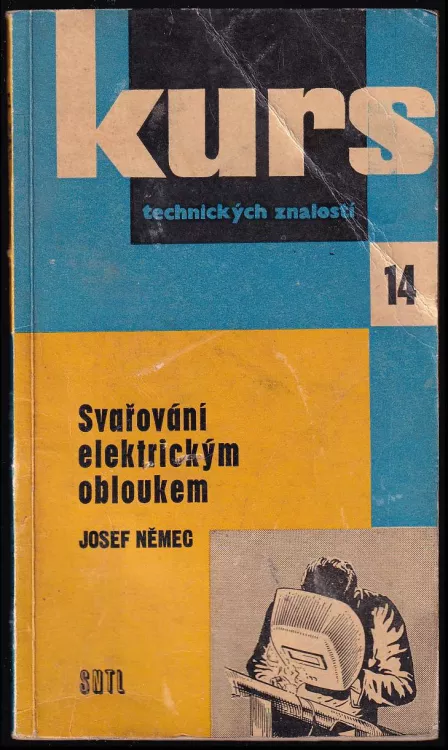 kurs
technických znalostí
14
Svařování
elektrickým
obloukem
JOSEF NĚMEC
SNTL